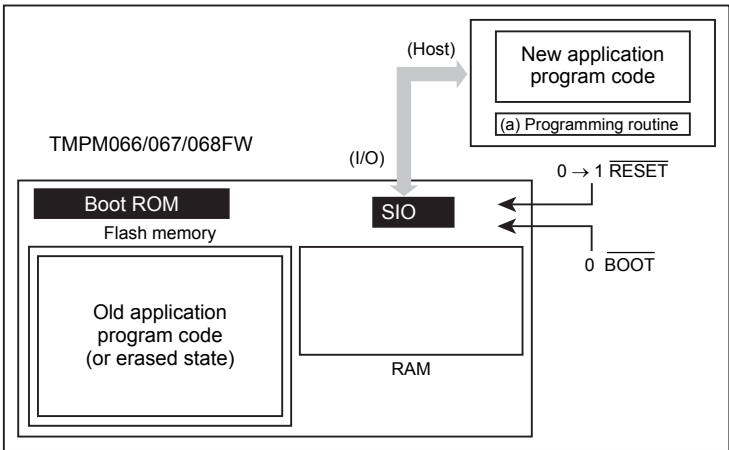 (Host)
New application
program code
(a) Programming routine
TMPM066/067/068FW
(I/O)
0 → 1 RESET
Boot ROM
SIO
Flash memory
0 BOOT
Old application
program code
(or erased state)
RAM